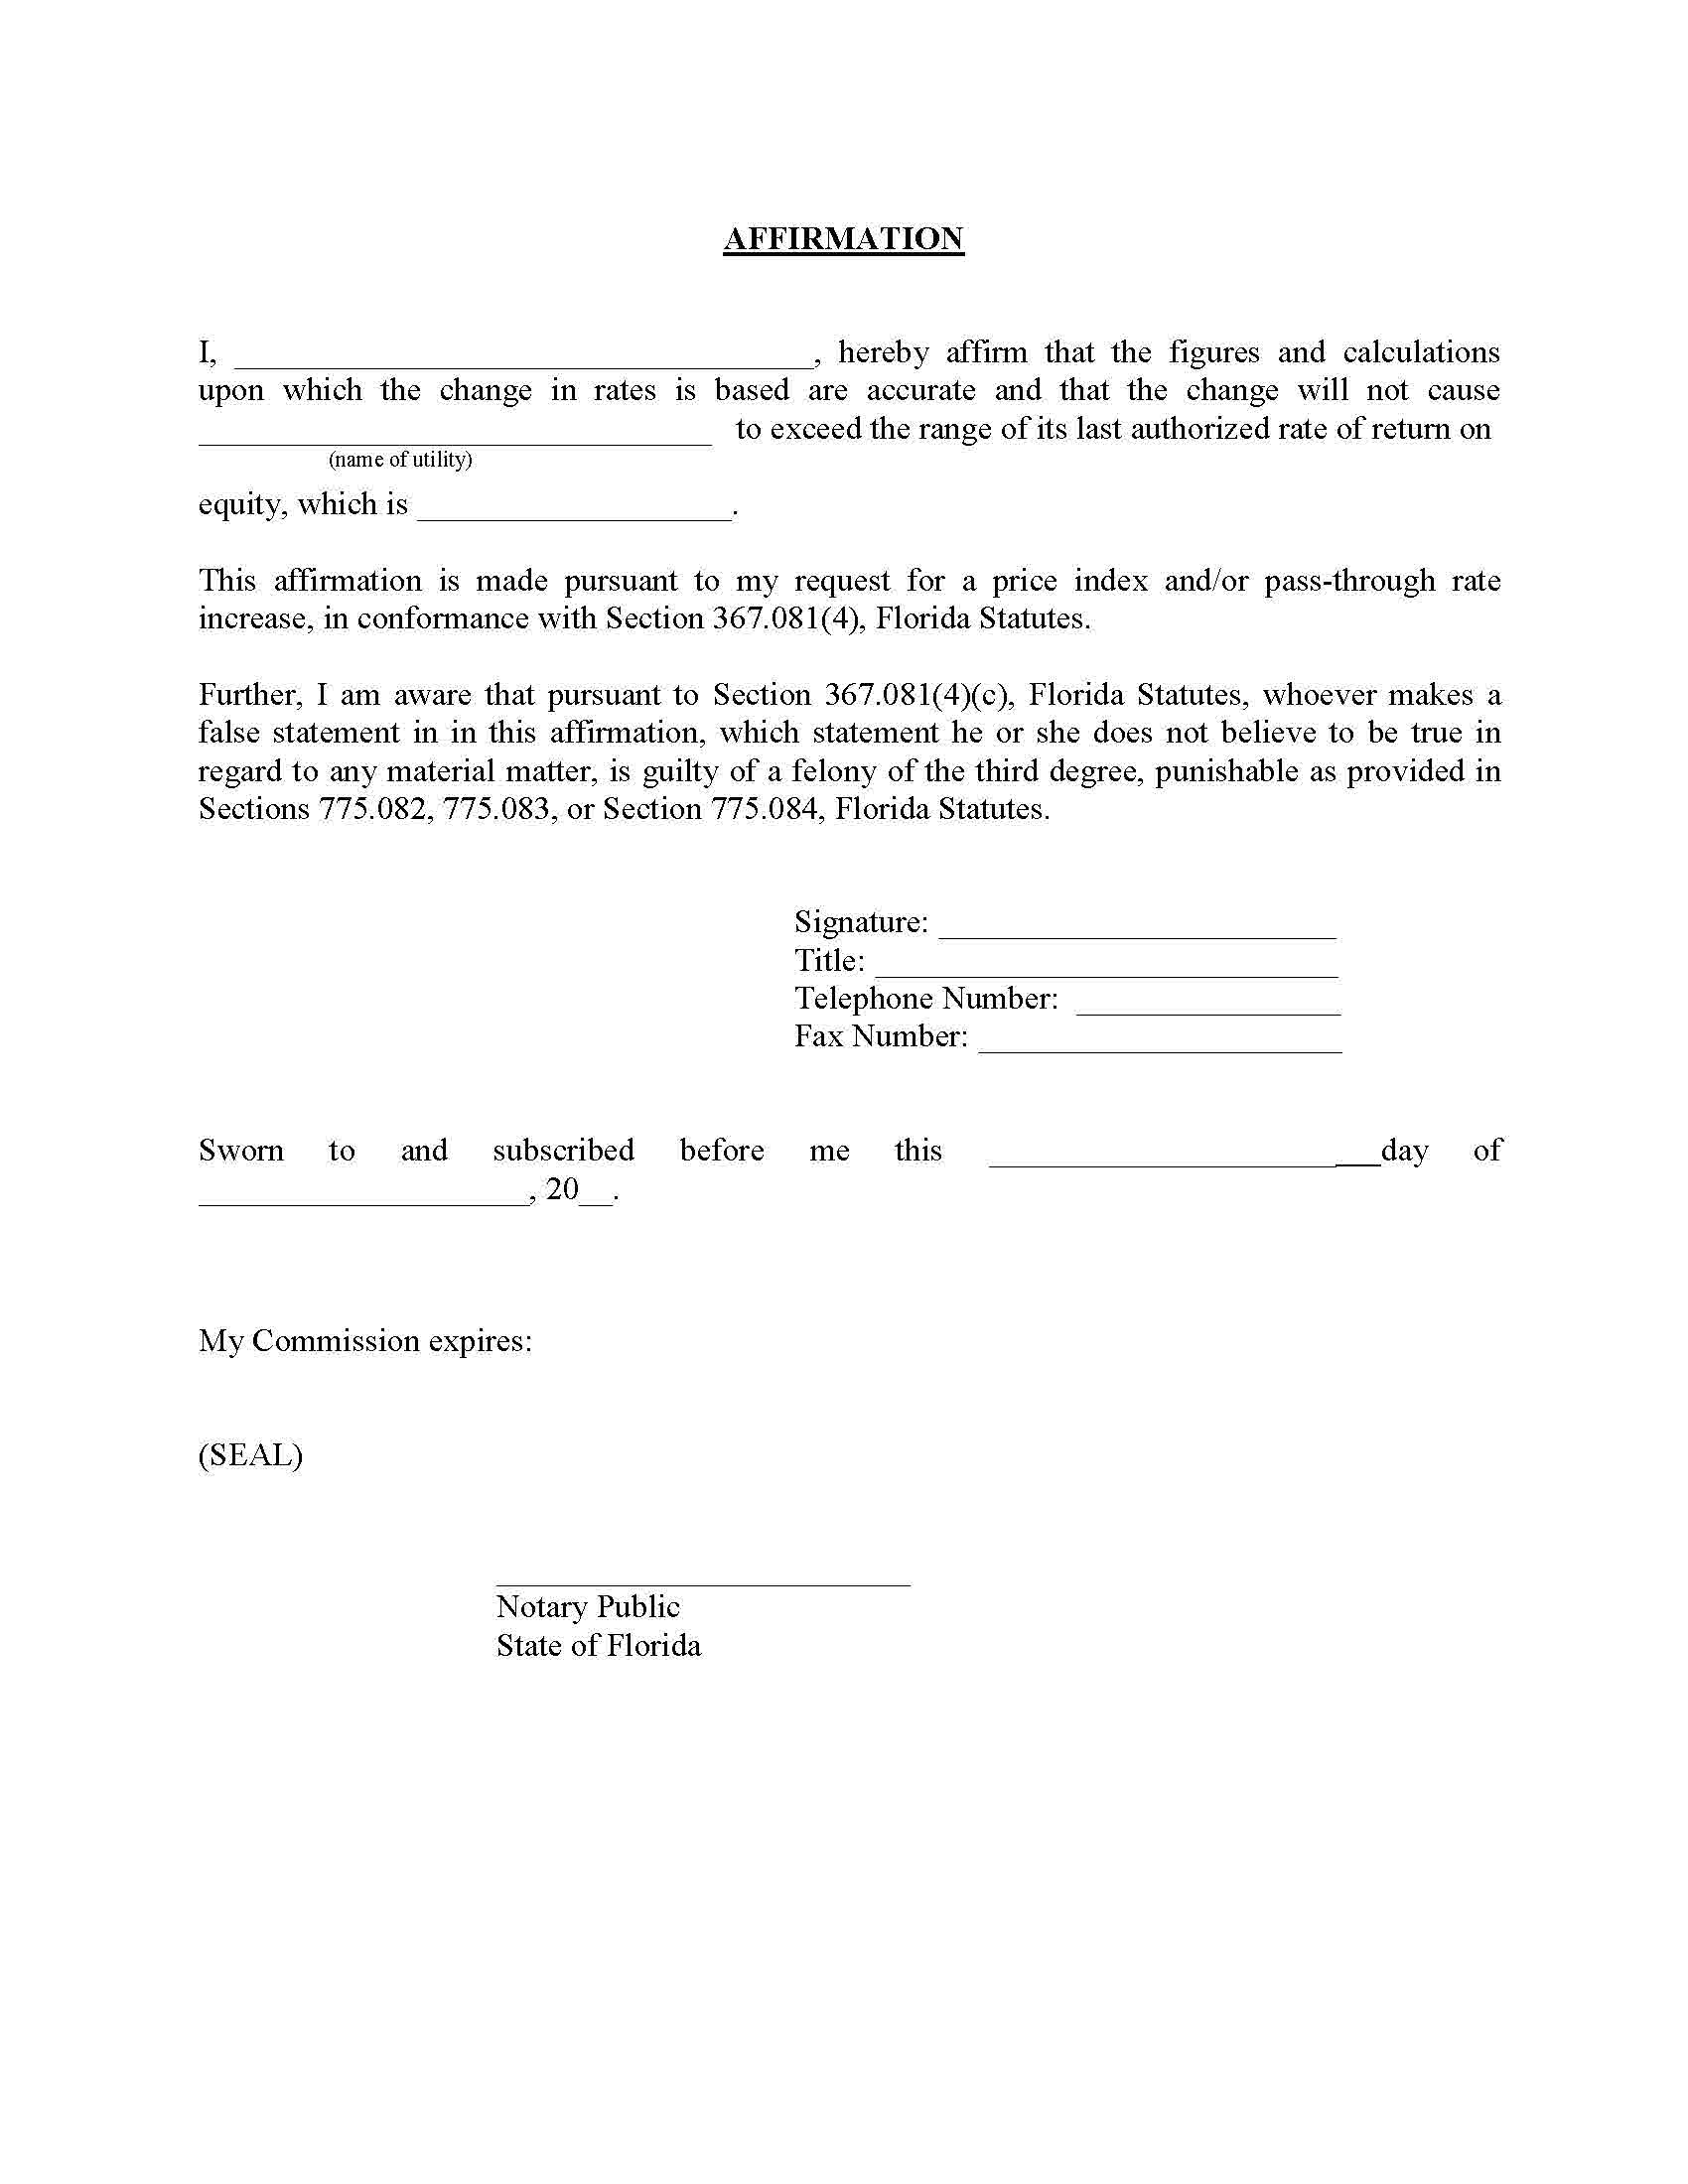 AFFIRMATION
I, ___________________________________, hereby affirm that the figures and calculations
upon which the change in rates is based are accurate and that the change will not cause
_______________________________ to exceed the range of its last authorized rate of return on
(name of utility)
equity, which is ___________________.
This affirmation is made pursuant to my request for a price index and/or pass-through rate
increase, in conformance with Section 367.081(4), Florida Statutes.
Further, I am aware that pursuant to Section 367.081(4)(c), Florida Statutes, whoever makes a
false statement in in this affirmation, which statement he or she does not believe to be true in
regard to any material matter, is guilty of a felony of the third degree, punishable as provided in
Sections 775.082, 775.083, or Section 775.084, Florida Statutes.
Signature: ________________________
Title: ____________________________
Telephone Number: ________________
Fax Number: ______________________
Sworn to and subscribed before me this ________________________day of
____________________, 20__.
My Commission expires:
(SEAL)
_________________________
Notary Public
State of Florida